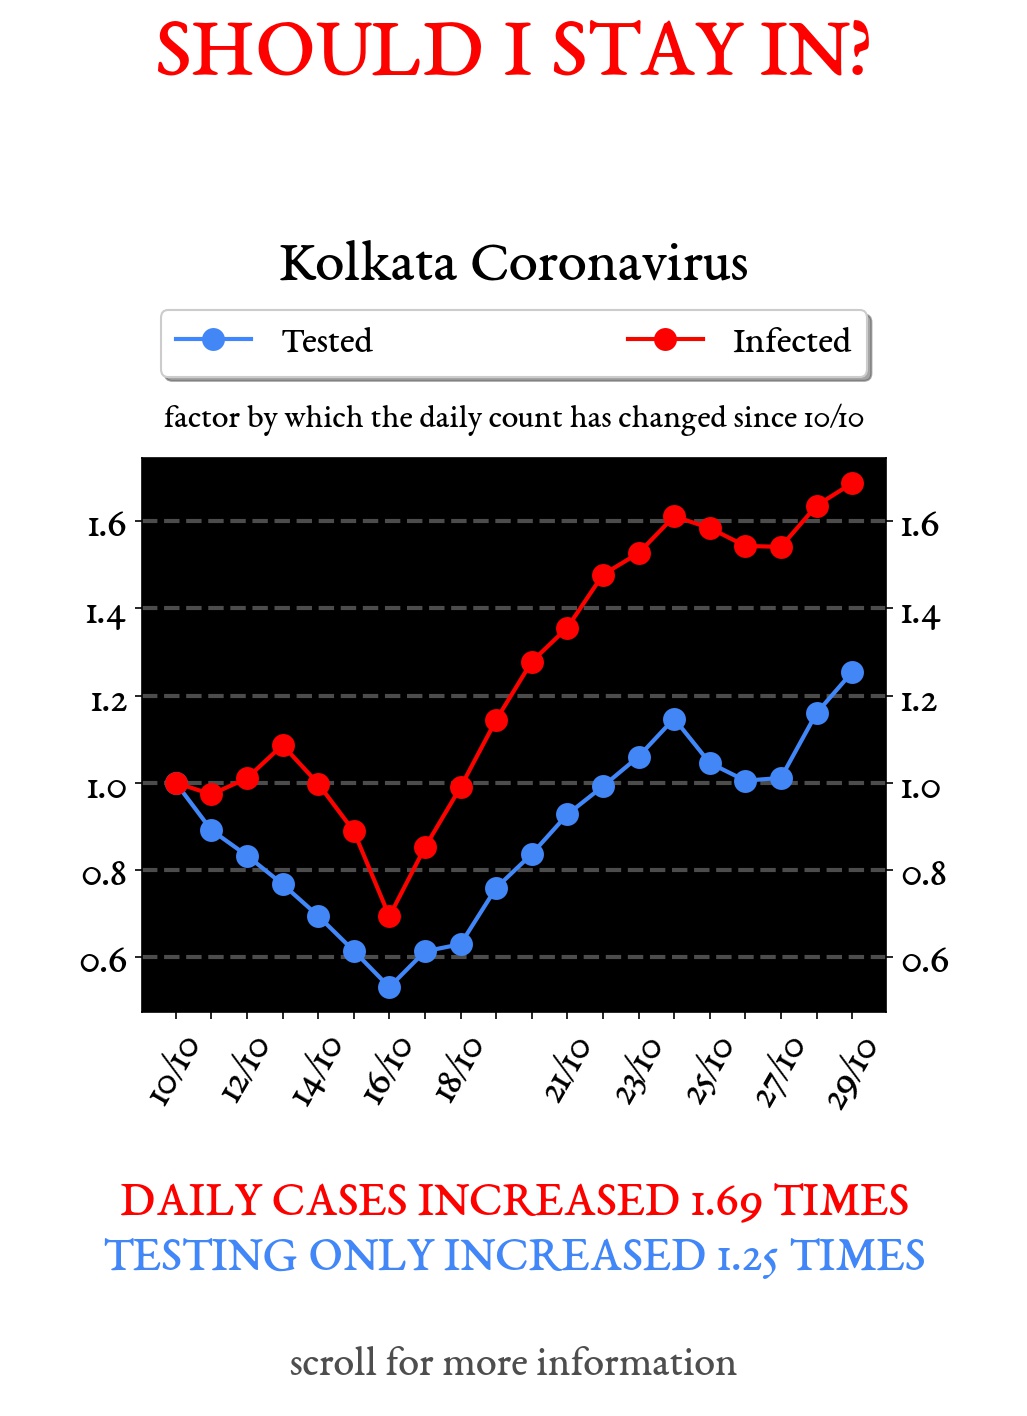 SHOULD I STAY IN?
Kolkata Coronavirus
Tested Infected
factor by which the daily count has changed since 10/10
1.6 1.6
1.4 1.4
1.2 1.2
1.0 1.0
0.8 0.8
0.6 0.6
10/10 12/10 14/10 16/10 18/10 21/10 23/10 25/10 27/10 29/10
DAILY CASES INCREASED 1.69 TIMES
TESTING ONLY INCREASED 1.25 TIMES
scroll for more information